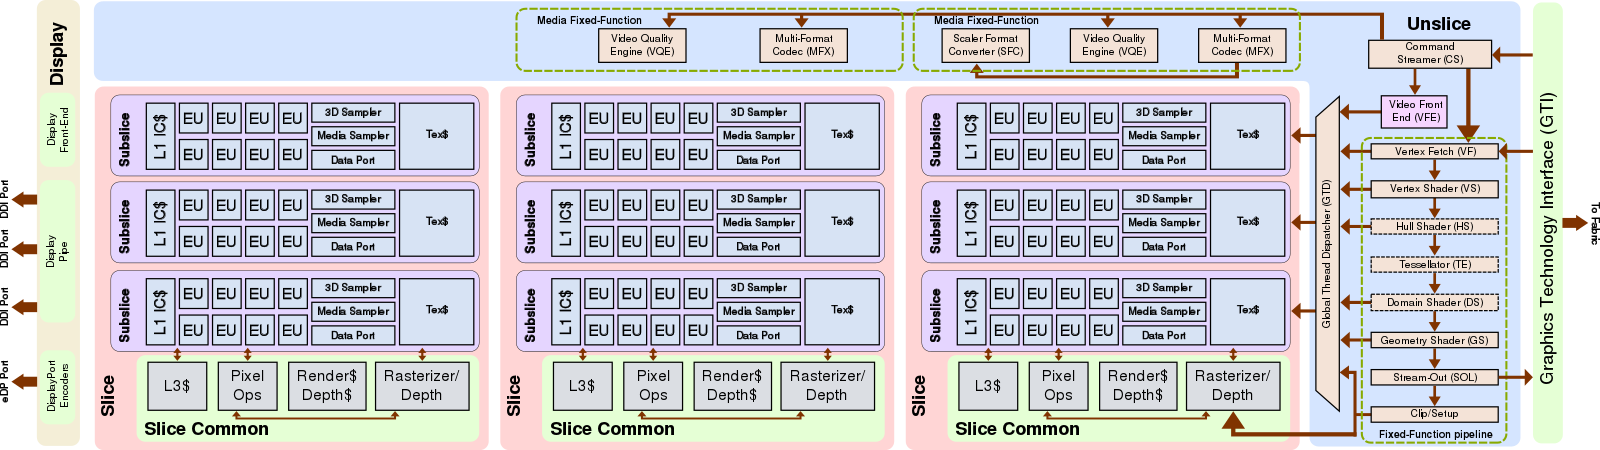 Display
Display
Front-End
Display
Pipe
DisplayPort
Encoders
DDI Port
DDI Port
DDI Port
eDP Port
Media Fixed-Function
Video Quality
Engine (VQE)
Multi-Format
Codec (MFX)
Media Fixed-Function
Scaler Format
Converter (SFC)
Video Quality
Engine (VQE)
Multi-Format
Codec (MFX)
Unslice
Command
Streamer (CS)
Video Front
End (VFE)
Vertex Fetch (VF)
Vertex Shader (VS)
Hull Shader (HS)
Tessellator (TE)
Domain Shader (DS)
Geometry Shader (GS)
Stream-Out (SOL)
Clip/Setup
Fixed-Function pipeline
Global Thread Dispatcher (GTD)
Graphics Technology Interface (GTI)
To Fabric
Slice
Subslice
L1 IC$
EU EU EU EU
EU EU EU EU
3D Sampler
Media Sampler
Data Port
Tex$
Subslice
L1 IC$
EU EU EU EU
EU EU EU EU
3D Sampler
Media Sampler
Data Port
Tex$
Subslice
L1 IC$
EU EU EU EU
EU EU EU EU
3D Sampler
Media Sampler
Data Port
Tex$
L3$
Pixel
Ops
Render$
Depth$
Rasterizer/
Depth
Slice Common
Slice
Subslice
L1 IC$
EU EU EU EU
EU EU EU EU
3D Sampler
Media Sampler
Data Port
Tex$
Subslice
L1 IC$
EU EU EU EU
EU EU EU EU
3D Sampler
Media Sampler
Data Port
Tex$
Subslice
L1 IC$
EU EU EU EU
EU EU EU EU
3D Sampler
Media Sampler
Data Port
Tex$
L3$
Pixel
Ops
Render$
Depth$
Rasterizer/
Depth
Slice Common
Slice
Subslice
L1 IC$
EU EU EU EU
EU EU EU EU
3D Sampler
Media Sampler
Data Port
Tex$
Subslice
L1 IC$
EU EU EU EU
EU EU EU EU
3D Sampler
Media Sampler
Data Port
Tex$
Subslice
L1 IC$
EU EU EU EU
EU EU EU EU
3D Sampler
Media Sampler
Data Port
Tex$
L3$
Pixel
Ops
Render$
Depth$
Rasterizer/
Depth
Slice Common